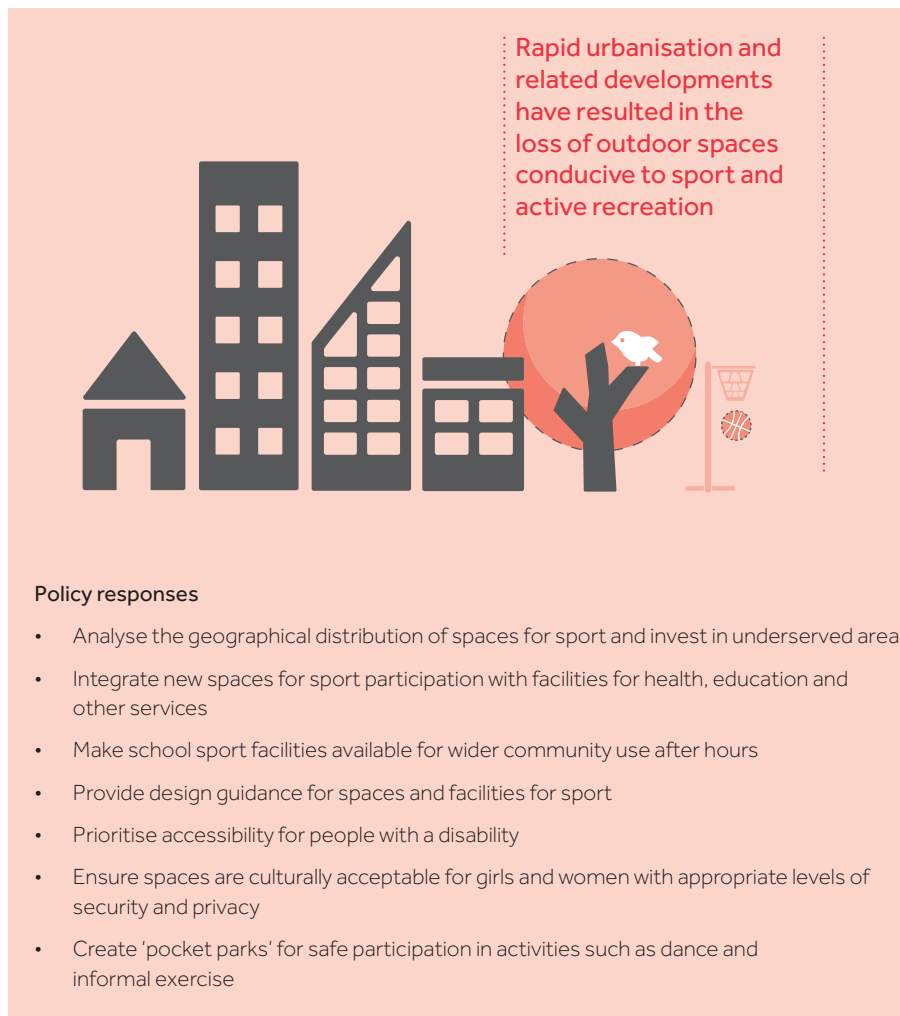 Rapid urbanisation and
related developments
have resulted in the
loss of outdoor spaces
conducive to sport and
active recreation
Policy responses
• Analyse the geographical distribution of spaces for sport and invest in underserved area
• Integrate new spaces for sport participation with facilities for health, education and
other services
• Make school sport facilities available for wider community use after hours
• Provide design guidance for spaces and facilities for sport
• Prioritise accessibility for people with a disability
• Ensure spaces are culturally acceptable for girls and women with appropriate levels of
security and privacy
• Create ‘pocket parks’ for safe participation in activities such as dance and
informal exercise